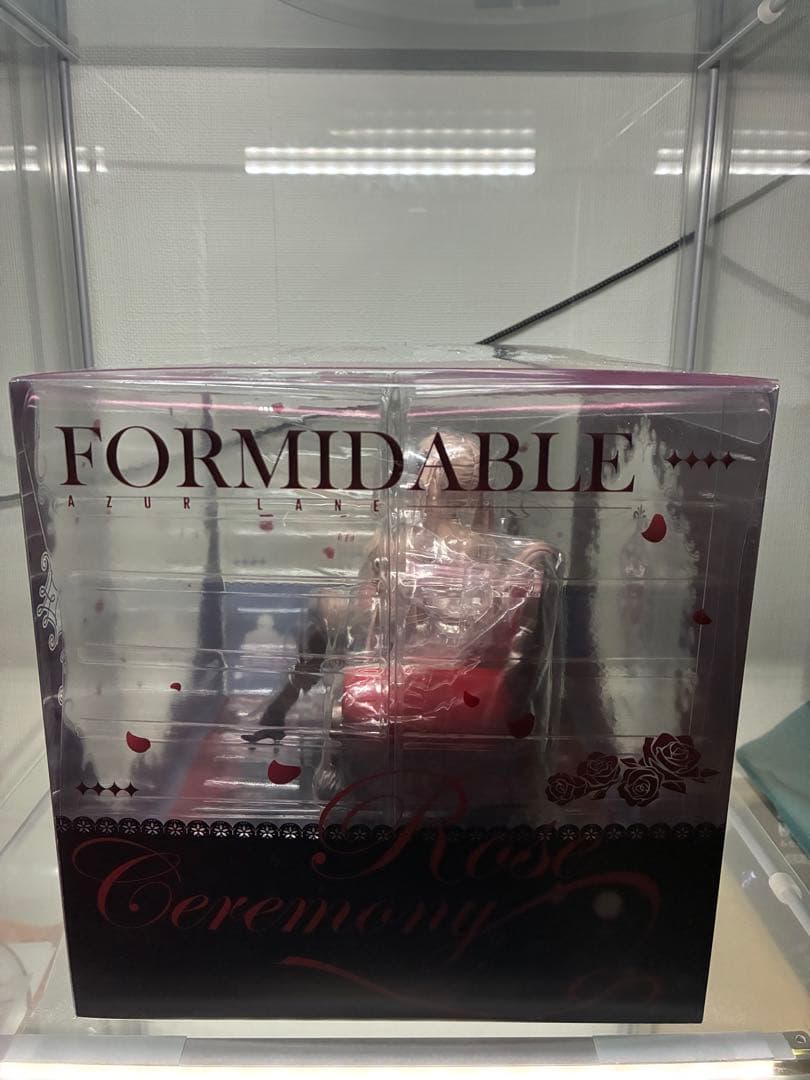 FORMIDABLE
AZUR LANE
Rose
Ceremony